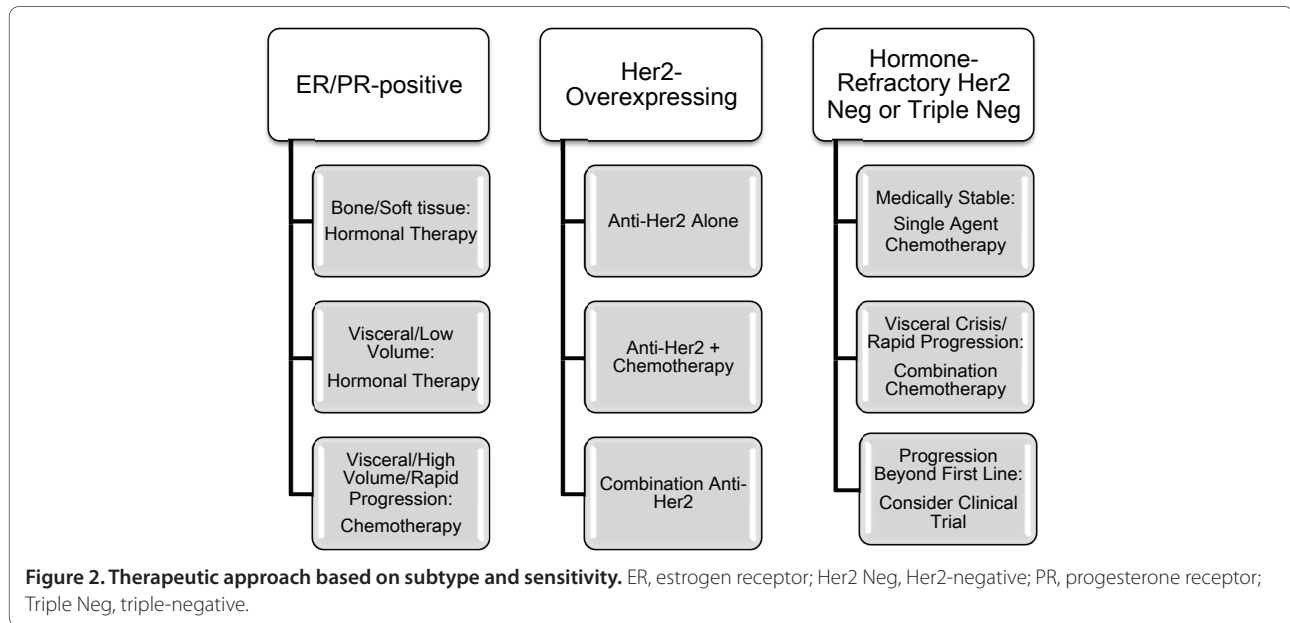 ER/PR-positive
Bone/Soft tissue:
Hormonal Therapy
Visceral/Low
Volume:
Hormonal Therapy
Visceral/High
Volume/Rapid
Progression:
Chemotherapy
Her2-
Overexpressing
Anti-Her2 Alone
Anti-Her2 +
Chemotherapy
Combination Anti-
Her2
Hormone-
Refractory Her2
Neg or Triple Neg
Medically Stable:
Single Agent
Chemotherapy
Visceral Crisis/
Rapid Progression:
Combination
Chemotherapy
Progression
Beyond First Line:
Consider Clinical
Trial
Figure 2. Therapeutic approach based on subtype and sensitivity. ER, estrogen receptor; Her2 Neg, Her2-negative; PR, progesterone receptor;
Triple Neg, triple-negative.